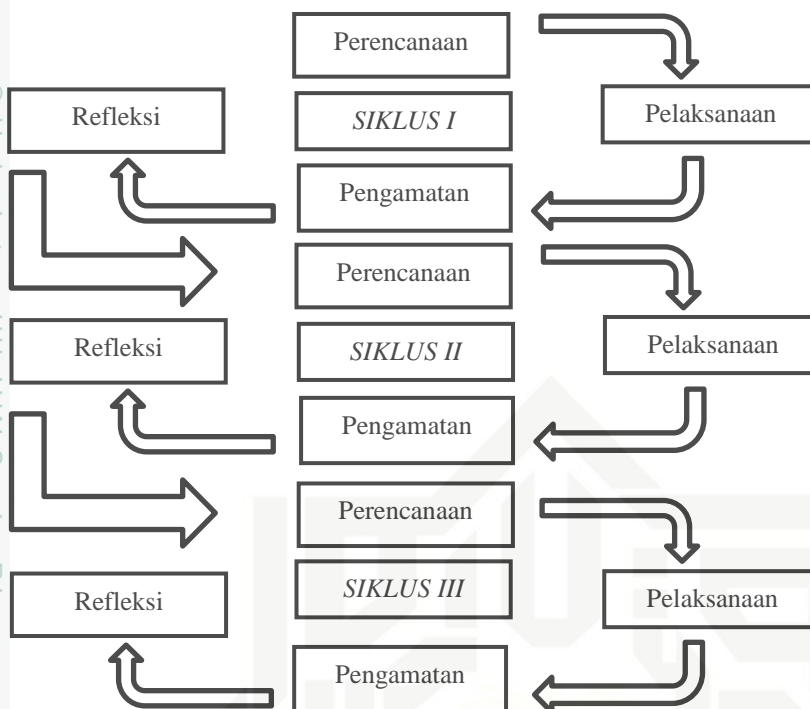 Perencanaan
Refleksi
SIKLUS I
Pelaksanaan
Pengamatan
Perencanaan
Refleksi
SIKLUS II
Pelaksanaan
Pengamatan
Perencanaan
Refleksi
SIKLUS III
Pelaksanaan
Pengamatan